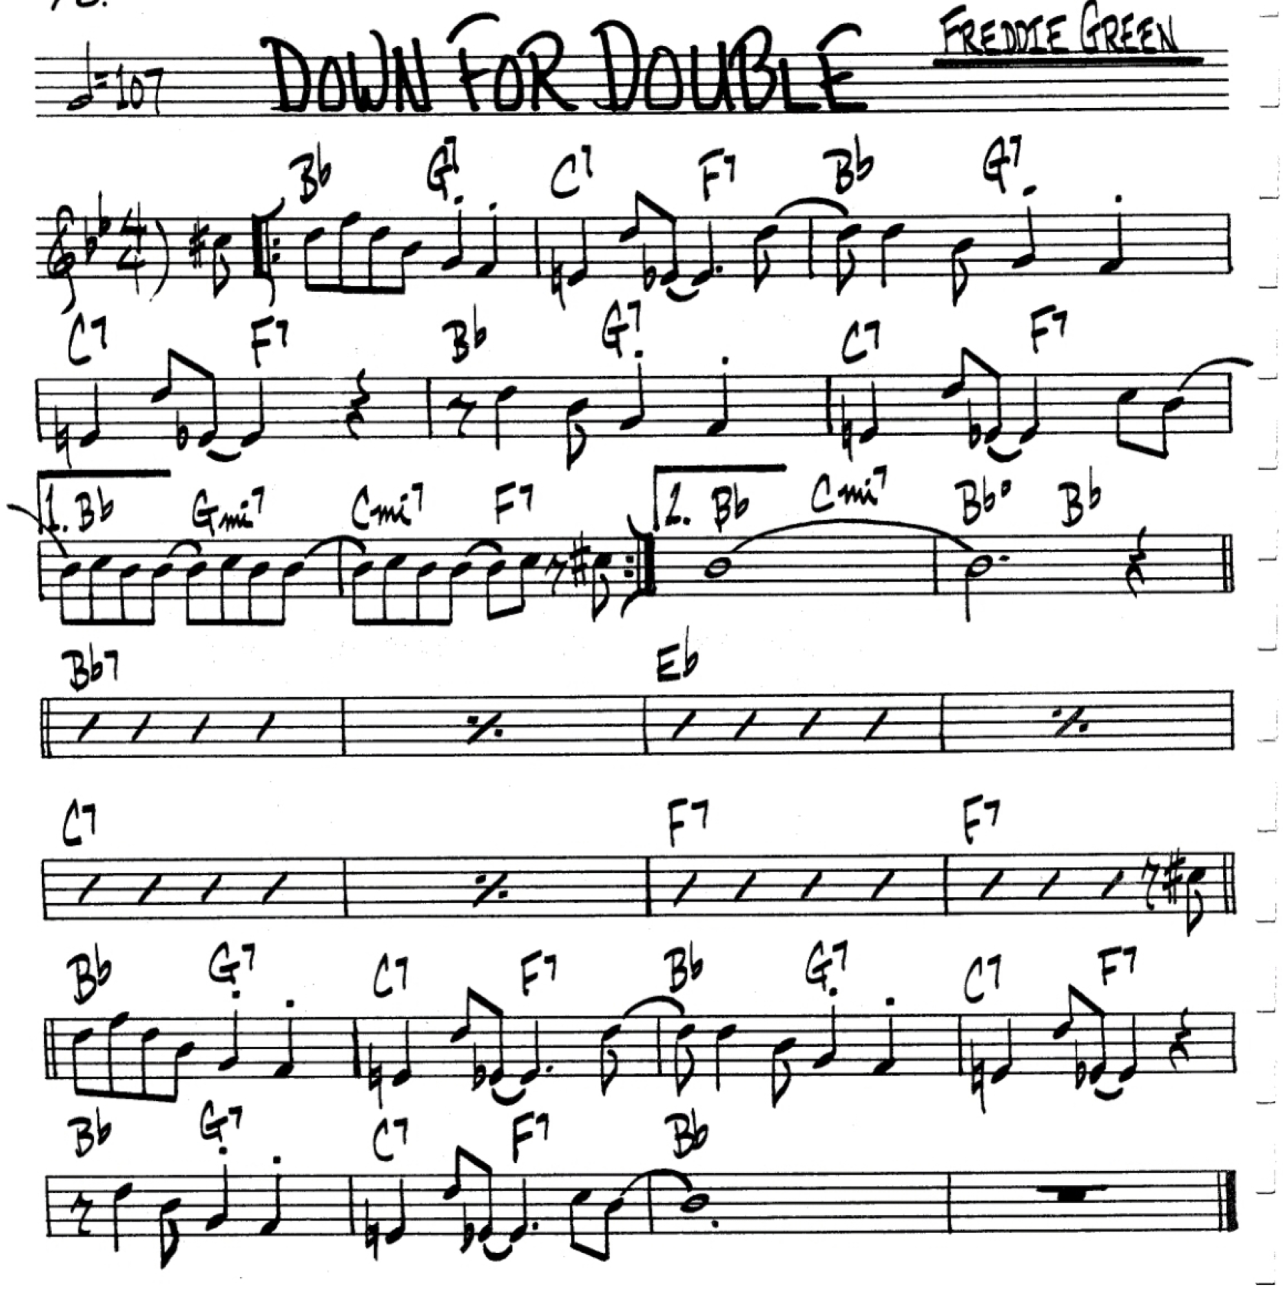 FREDDIE GREEN
𝅗𝅥=107 DOWN FOR DOUBLE
Bb G7 C7 F7 Bb G7
4
4
C7 F7 Bb G7 C7 F7
1. Bb Gmi7 Cmi7 F7 2. Bb Cmi7 Bb° Bb
Bb7 Eb
C7 F7 F7
Bb G7 C7 F7 Bb G7 C7 F7
Bb G7 C7 F7 Bb